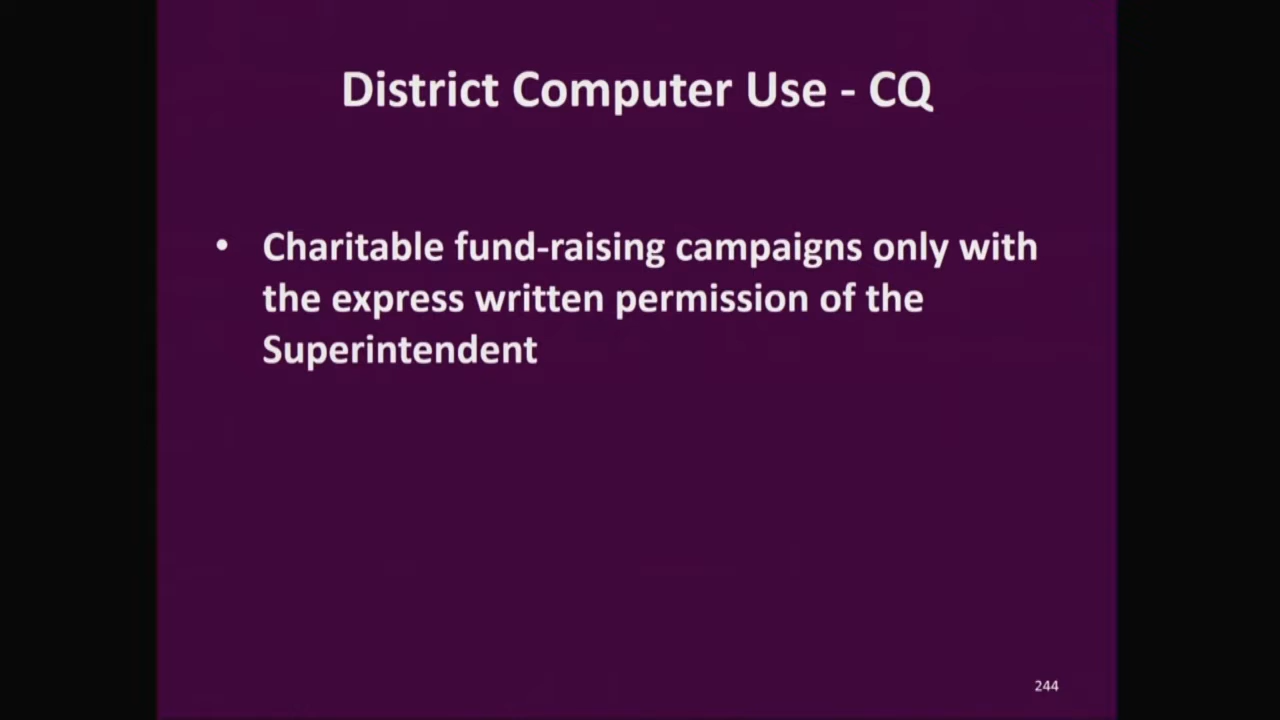 District Computer Use - CQ
• Charitable fund-raising campaigns only with
the express written permission of the
Superintendent
244